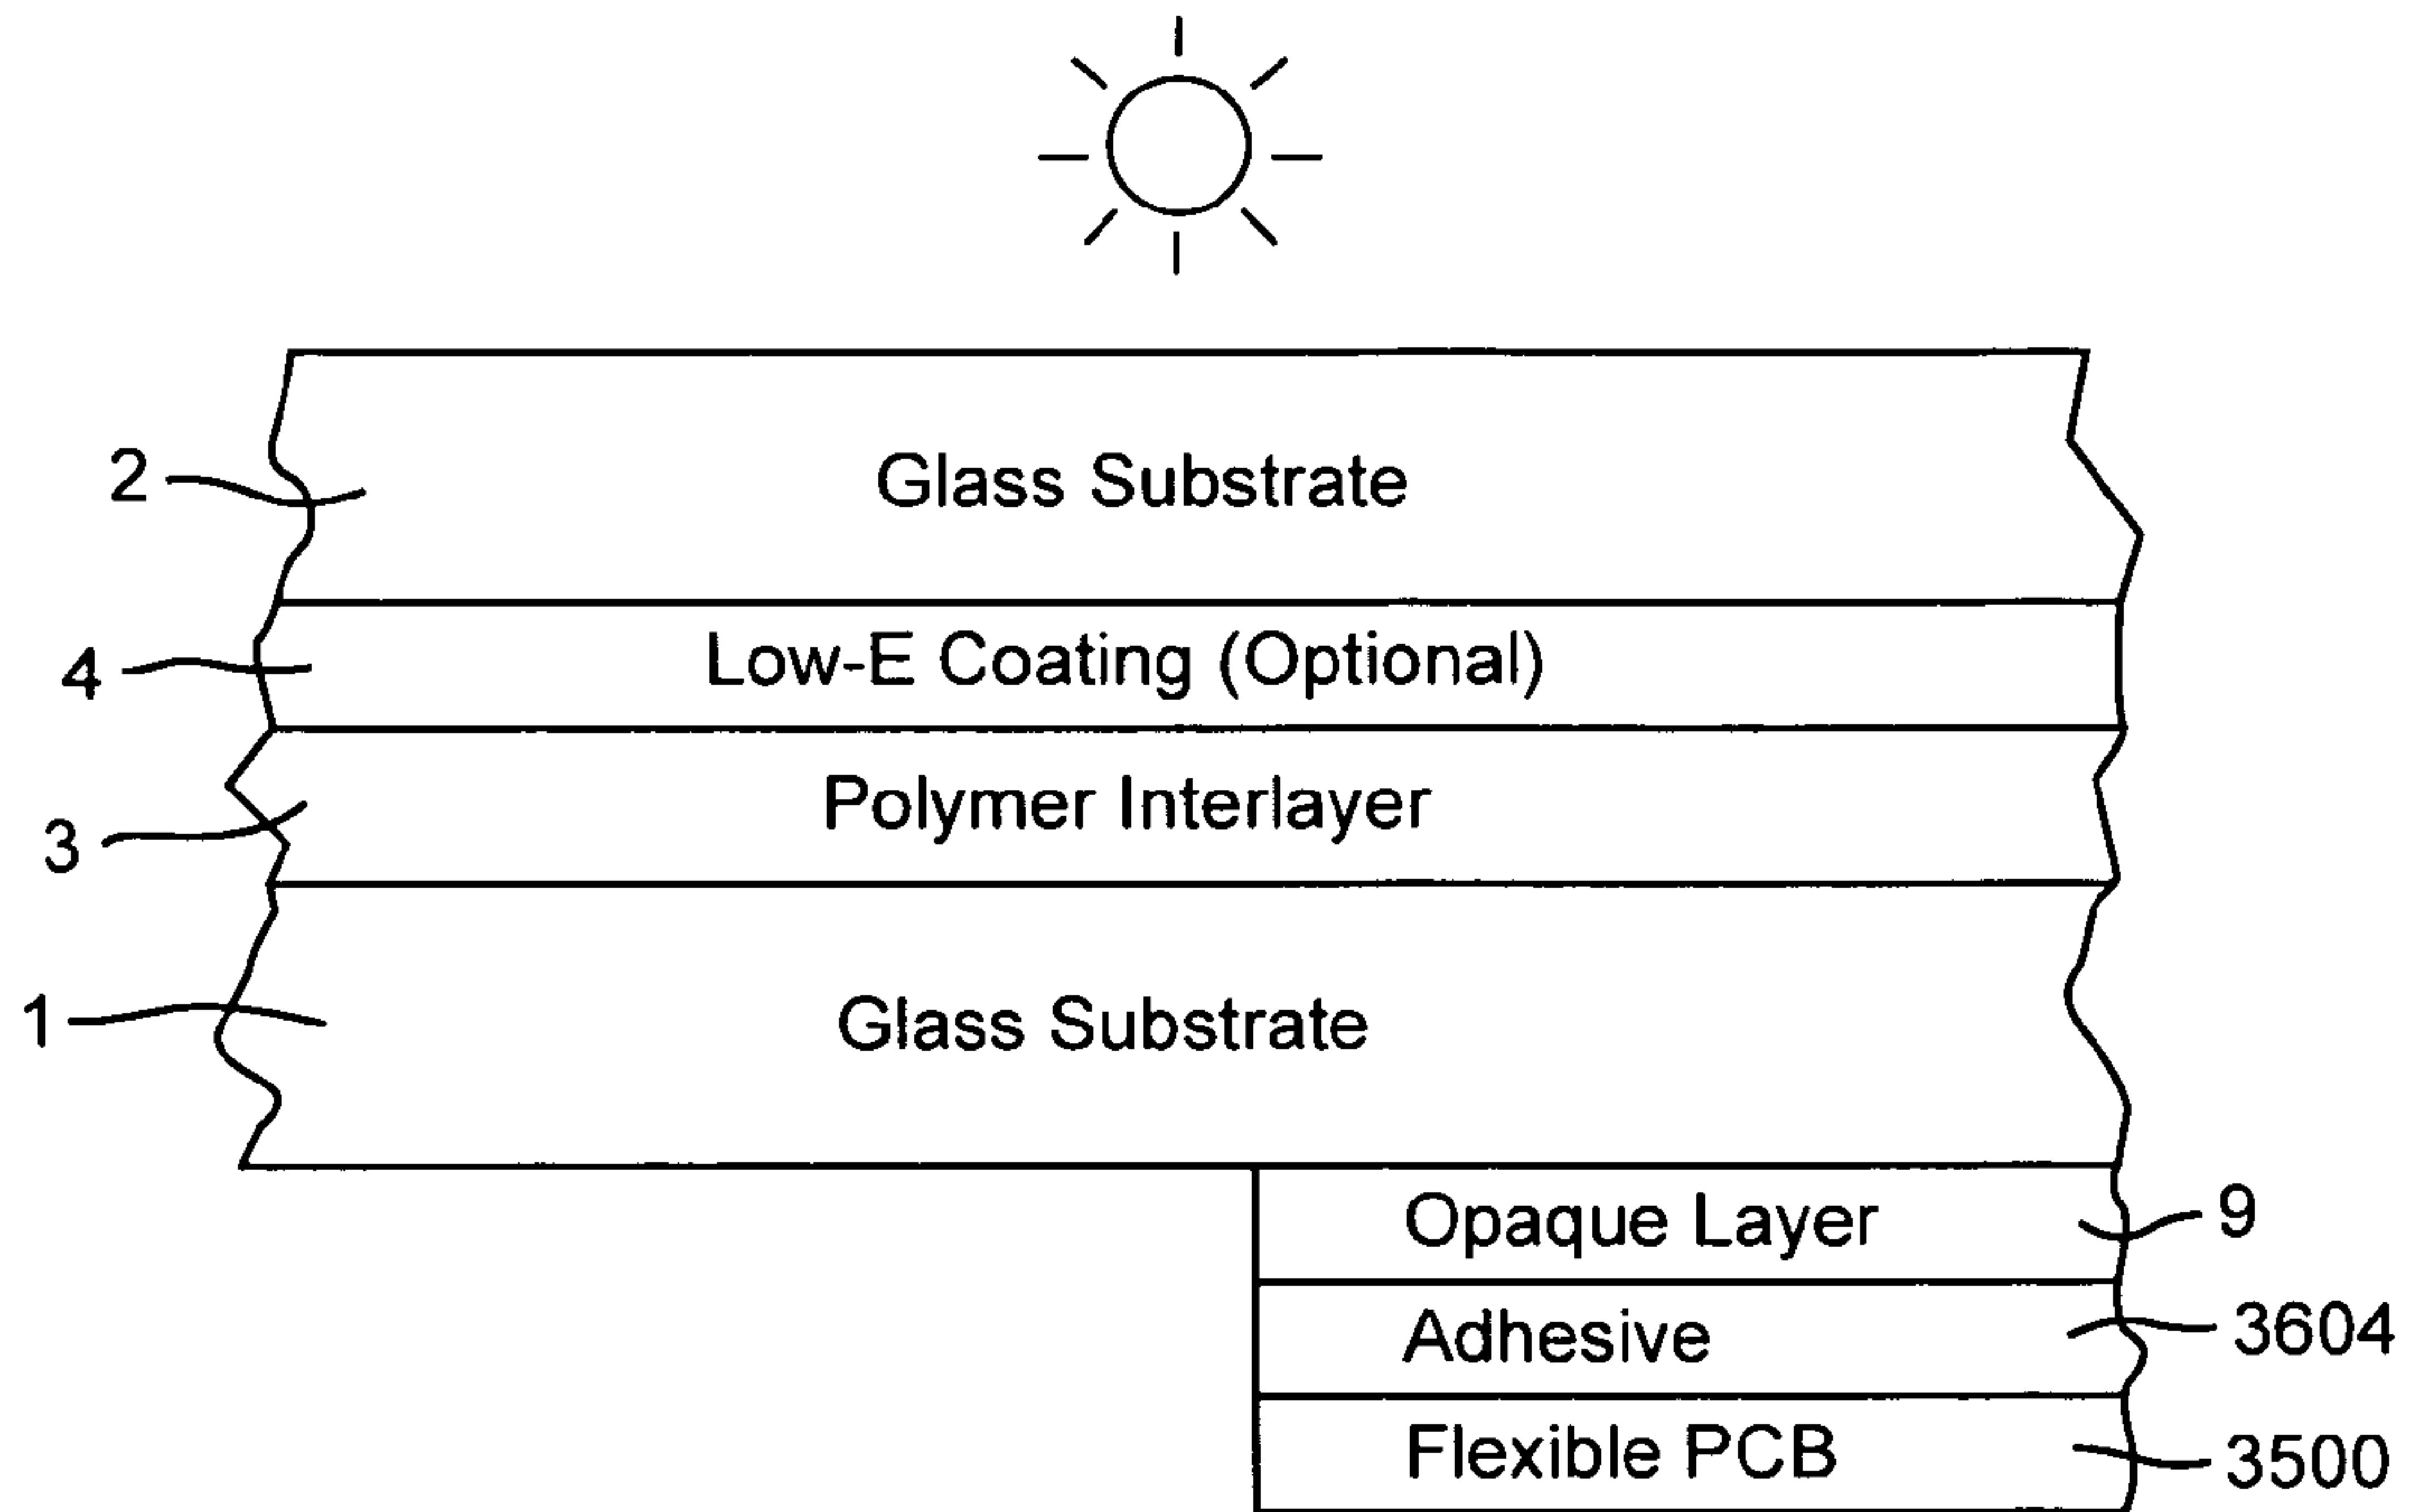 2 Glass Substrate
4 Low-E Coating (Optional)
3 Polymer Interlayer
1 Glass Substrate
Opaque Layer 9
Adhesive 3604
Flexible PCB 3500